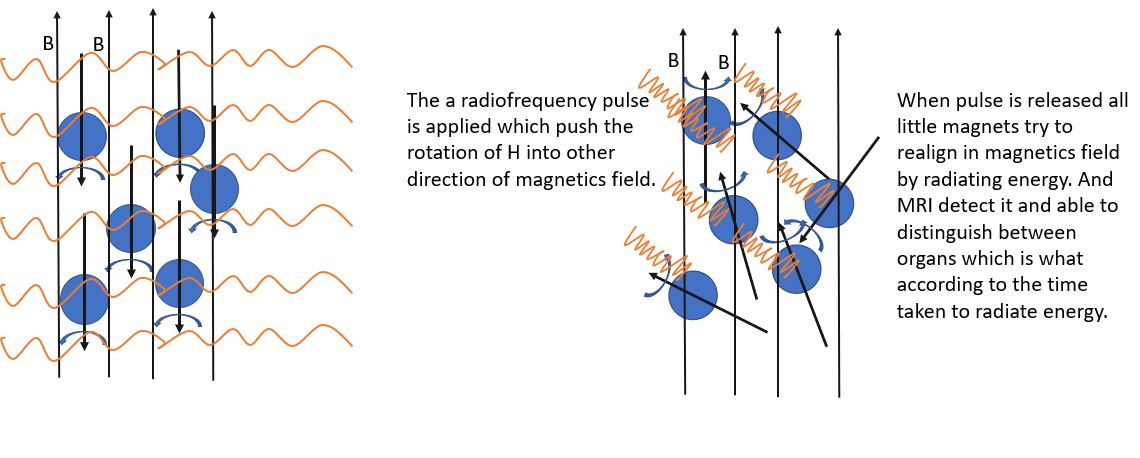 B
B
The a radiofrequency pulse
is applied which push the
rotation of H into other
direction of magnetics field.
B
B
When pulse is released all
little magnets try to
realign in magnetics field
by radiating energy. And
MRI detect it and able to
distinguish between
organs which is what
according to the time
taken to radiate energy.